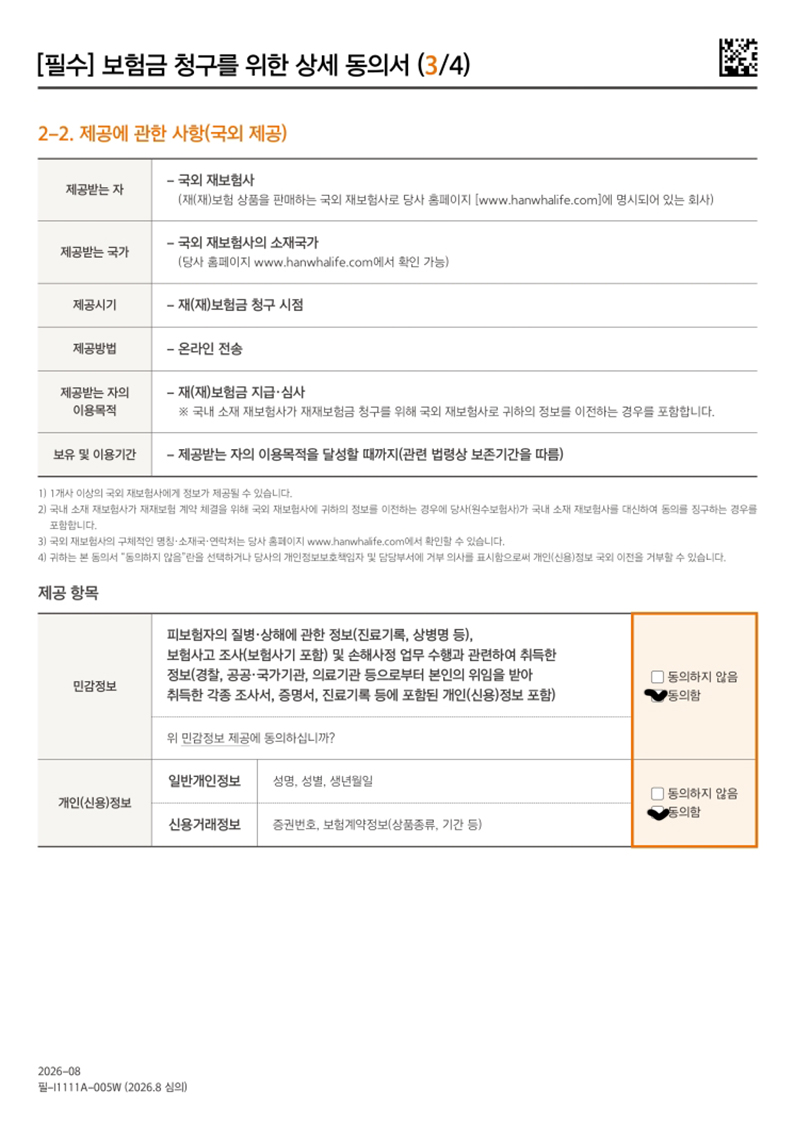 [필수] 보험금 청구를 위한 상세 동의서 (3/4)
2-2. 제공에 관한 사항(국외 제공)
제공받는 자
- 국외 재보험사
(재(재)보험 상품을 판매하는 국외 재보험사로 당사 홈페이지 [www.hanwhalife.com]에 명시되어 있는 회사)
제공받는 국가
- 국외 재보험사의 소재국가
(당사 홈페이지 www.hanwhalife.com에서 확인 가능)
제공시기
- 재(재)보험금 청구 시점
제공방법
- 온라인 전송
제공받는 자의
이용목적
- 재(재)보험금 지급·심사
※ 국내 소재 재보험사가 재재보험금 청구를 위해 국외 재보험사로 귀하의 정보를 이전하는 경우를 포함합니다.
보유 및 이용기간
- 제공받는 자의 이용목적을 달성할 때까지(관련 법령상 보존기간을 따름)
1) 1개사 이상의 국외 재보험사에게 정보가 제공될 수 있습니다.
2) 국내 소재 재보험사가 재재보험 계약 체결을 위해 국외 재보험사에 귀하의 정보를 이전하는 경우에 당사(원수보험사)가 국내 소재 재보험사를 대신하여 동의를 징구하는 경우를
포함합니다.
3) 국외 재보험사의 구체적인 명칭·소재국·연락처는 당사 홈페이지 www.hanwhalife.com에서 확인할 수 있습니다.
4) 귀하는 본 동의서 "동의하지 않음"란을 선택하거나 당사의 개인정보보호책임자 및 담당부서에 거부 의사를 표시함으로써 개인(신용)정보 국외 이전을 거부할 수 있습니다.
제공 항목
민감정보
피보험자의 질병·상해에 관한 정보(진료기록, 상병명 등),
보험사고 조사(보험사기 포함) 및 손해사정 업무 수행과 관련하여 취득한
정보(경찰, 공공·국가기관, 의료기관 등으로부터 본인의 위임을 받아
취득한 각종 조사서, 증명서, 진료기록 등에 포함된 개인(신용)정보 포함)
동의하지 않음
동의함
위 민감정보 제공에 동의하십니까?
개인(신용)정보
일반개인정보
성명, 성별, 생년월일
동의하지 않음
동의함
신용거래정보
증권번호, 보험계약정보(상품종류, 기간 등)
2026-08
필-I1111A-005W (2026.8 심의)